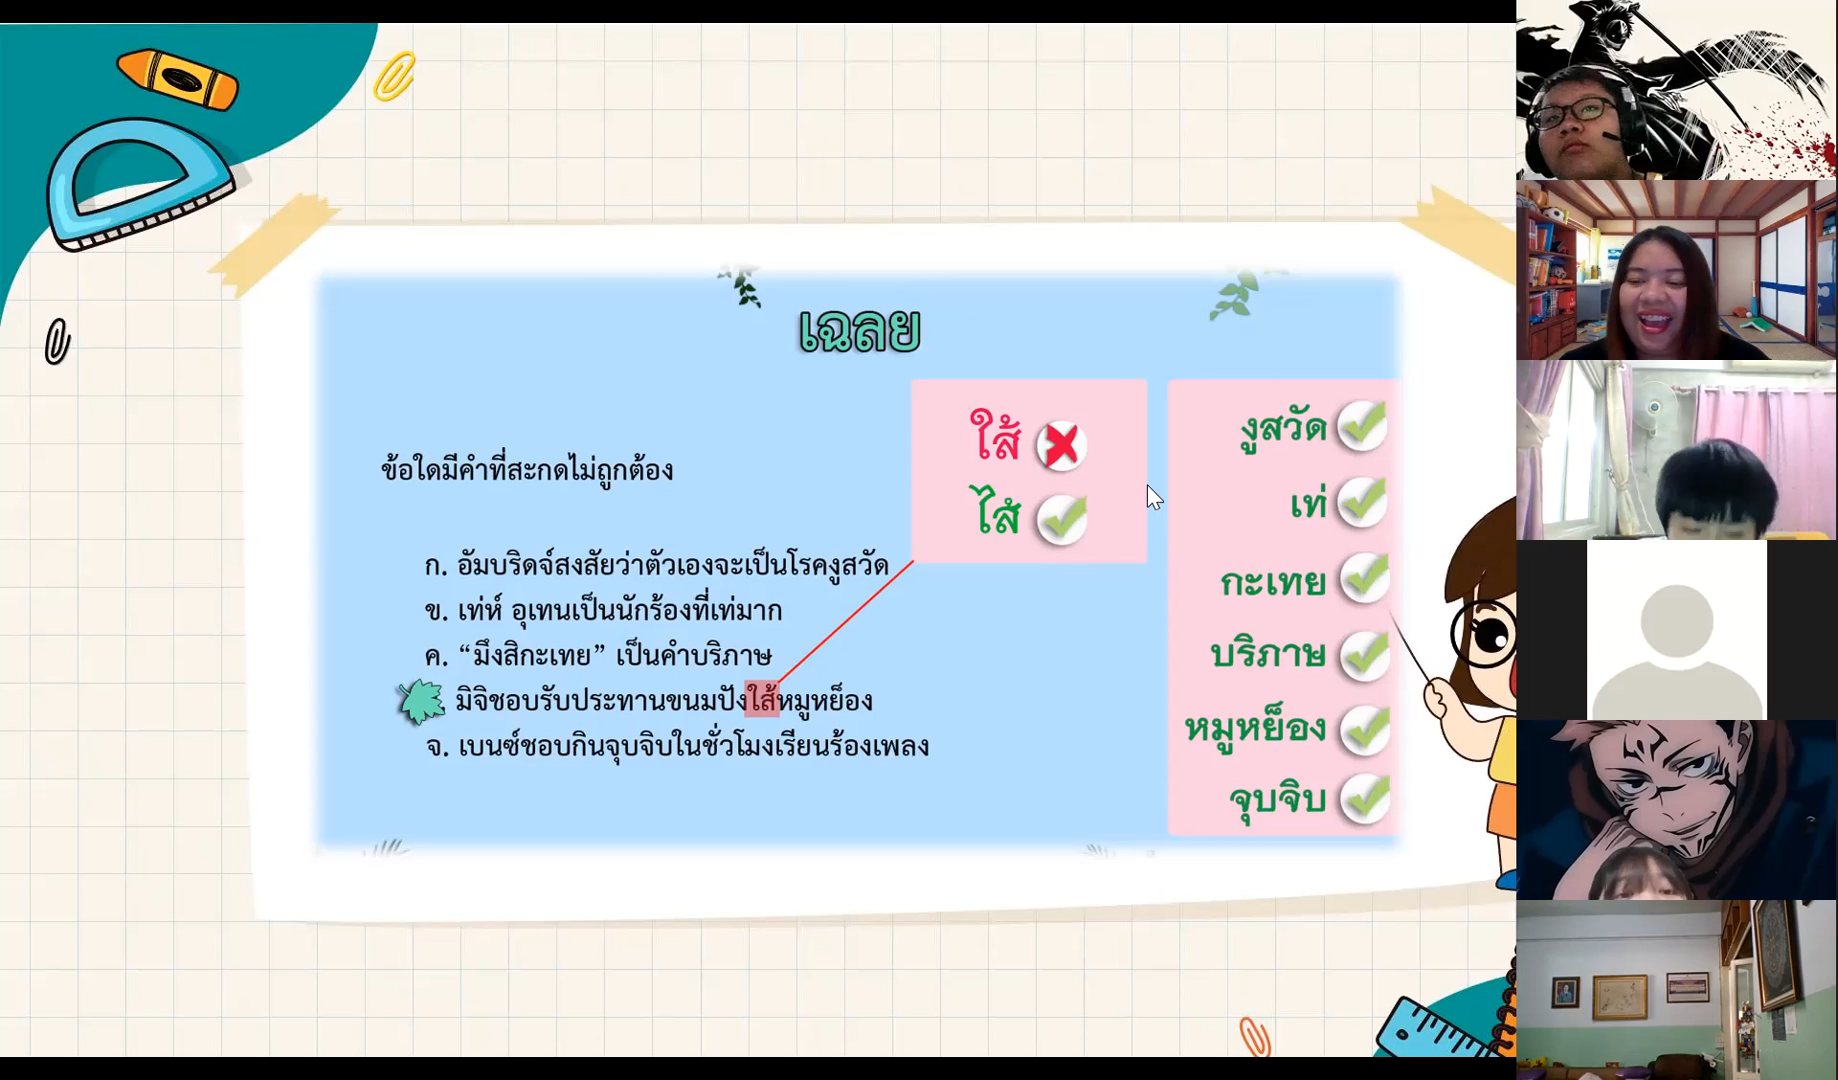 เฉลย
ข้อใดมีคำที่สะกดไม่ถูกต้อง
ก. อัมบริดจ์สงสัยว่าตัวเองจะเป็นโรคงูสวัด
ข. เท่ห์ อุเทนเป็นนักร้องที่เท่มาก
ค. “มึงสิกะเทย” เป็นคำบริภาษ
มิจิชอบรับประทานขนมปังใส้หมูหย็อง
จ. เบนซ์ชอบกินจุบจิบในชั่วโมงเรียนร้องเพลง
ใส้
ไส้
งูสวัด
เท่
กะเทย
บริภาษ
หมูหย็อง
จุบจิบ